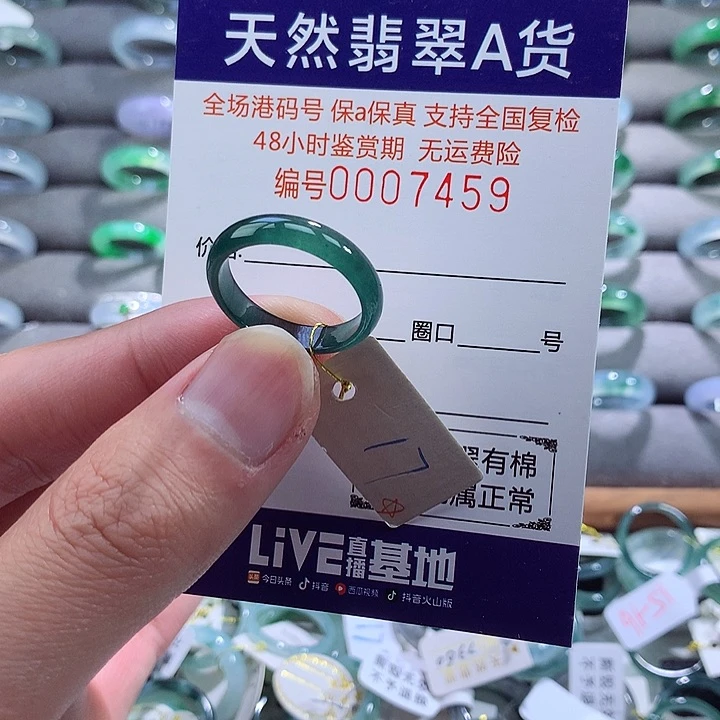 天然翡翠A货
全场港码号 保a保真 支持全国复检
48小时鉴赏期 无运费险
编号0007459
价
圈口 号
17
有棉
属正常
LiVE直播基地
今日头条 抖音 西瓜视频 抖音火山版